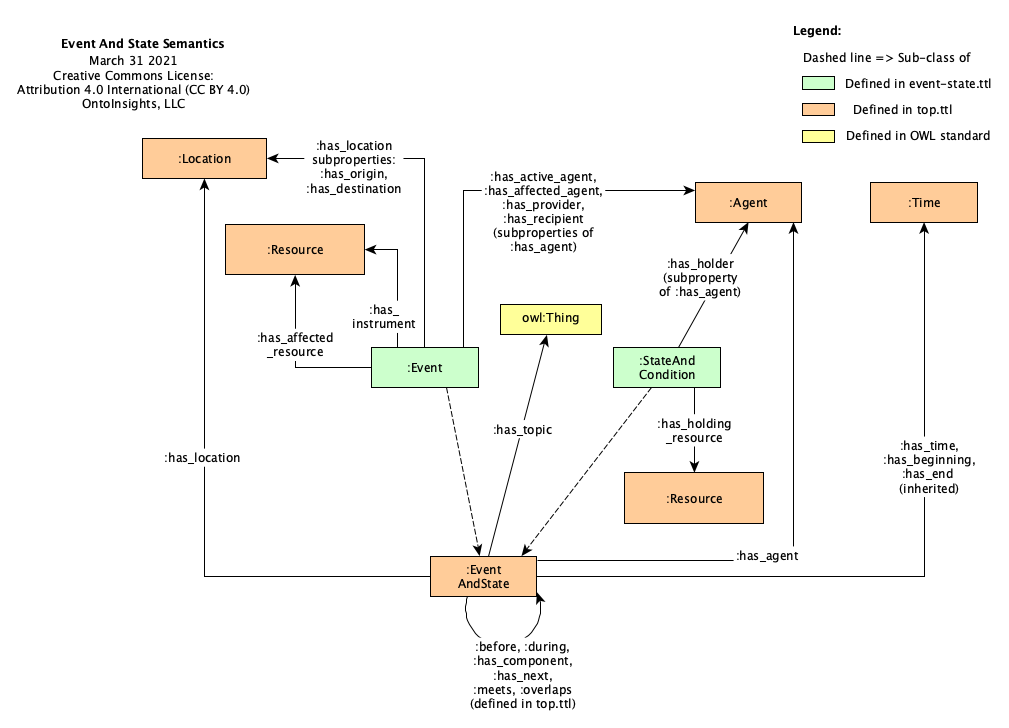 Event And State Semantics
March 31 2021
Creative Commons License:
Attribution 4.0 International (CC BY 4.0)
OntoInsights, LLC
Legend:
Dashed line => Sub-class of
Defined in event-state.ttl
Defined in top.ttl
Defined in OWL standard
:Location
:has_location
subproperties:
:has_origin,
:has_destination
:has_active_agent,
:has_affected_agent,
:has_provider,
:has_recipient
(subproperties of
:has_agent)
:Agent
:Time
:Resource
:has_holder
(subproperty
of :has_agent)
:has_
instrument
:has_affected
_resource
owl:Thing
:Event
:StateAnd
Condition
:has_topic
:has_holding
_resource
:has_location
:has_time,
:has_beginning,
:has_end
(inherited)
:Resource
:has_agent
:Event
AndState
:before, :during,
:has_component,
:has_next,
:meets, :overlaps
(defined in top.ttl)